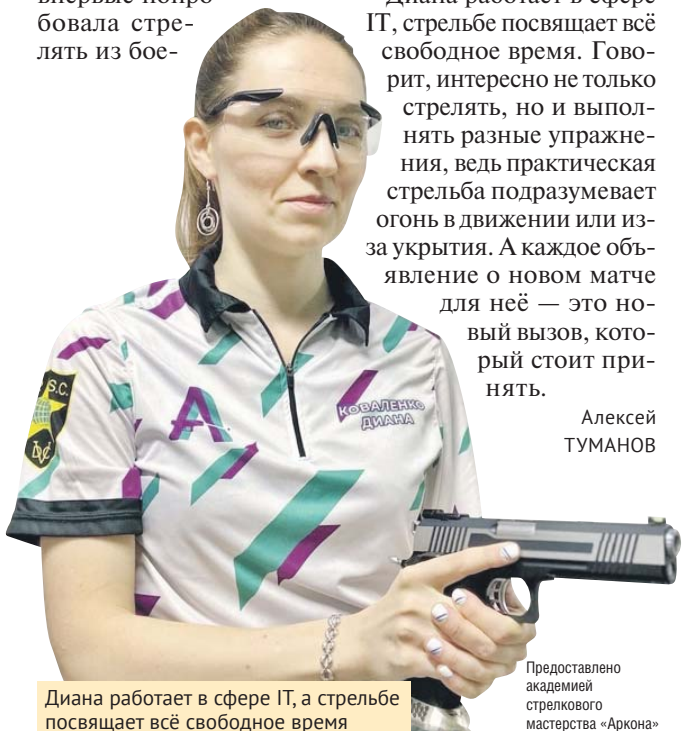 впервые попро-
бовала стре-
лять из бое-
Диана работает в сфере
IT, стрельбе посвящает всё
свободное время. Гово-
рит, интересно не только
стрелять, но и выпол-
нять разные упражне-
ния, ведь практическая
стрельба подразумевает
огонь в движении или из-
за укрытия. А каждое объ-
явление о новом матче
для неё — это но-
вый вызов, кото-
рый стоит при-
нять.
Алексей
ТУМАНОВ
S.C.
DVC
КОВАЛЕНКО
ДИАНА
Диана работает в сфере IT, а стрельбе
посвящает всё свободное время
Предоставлено
академией
стрелкового
мастерства «Аркона»